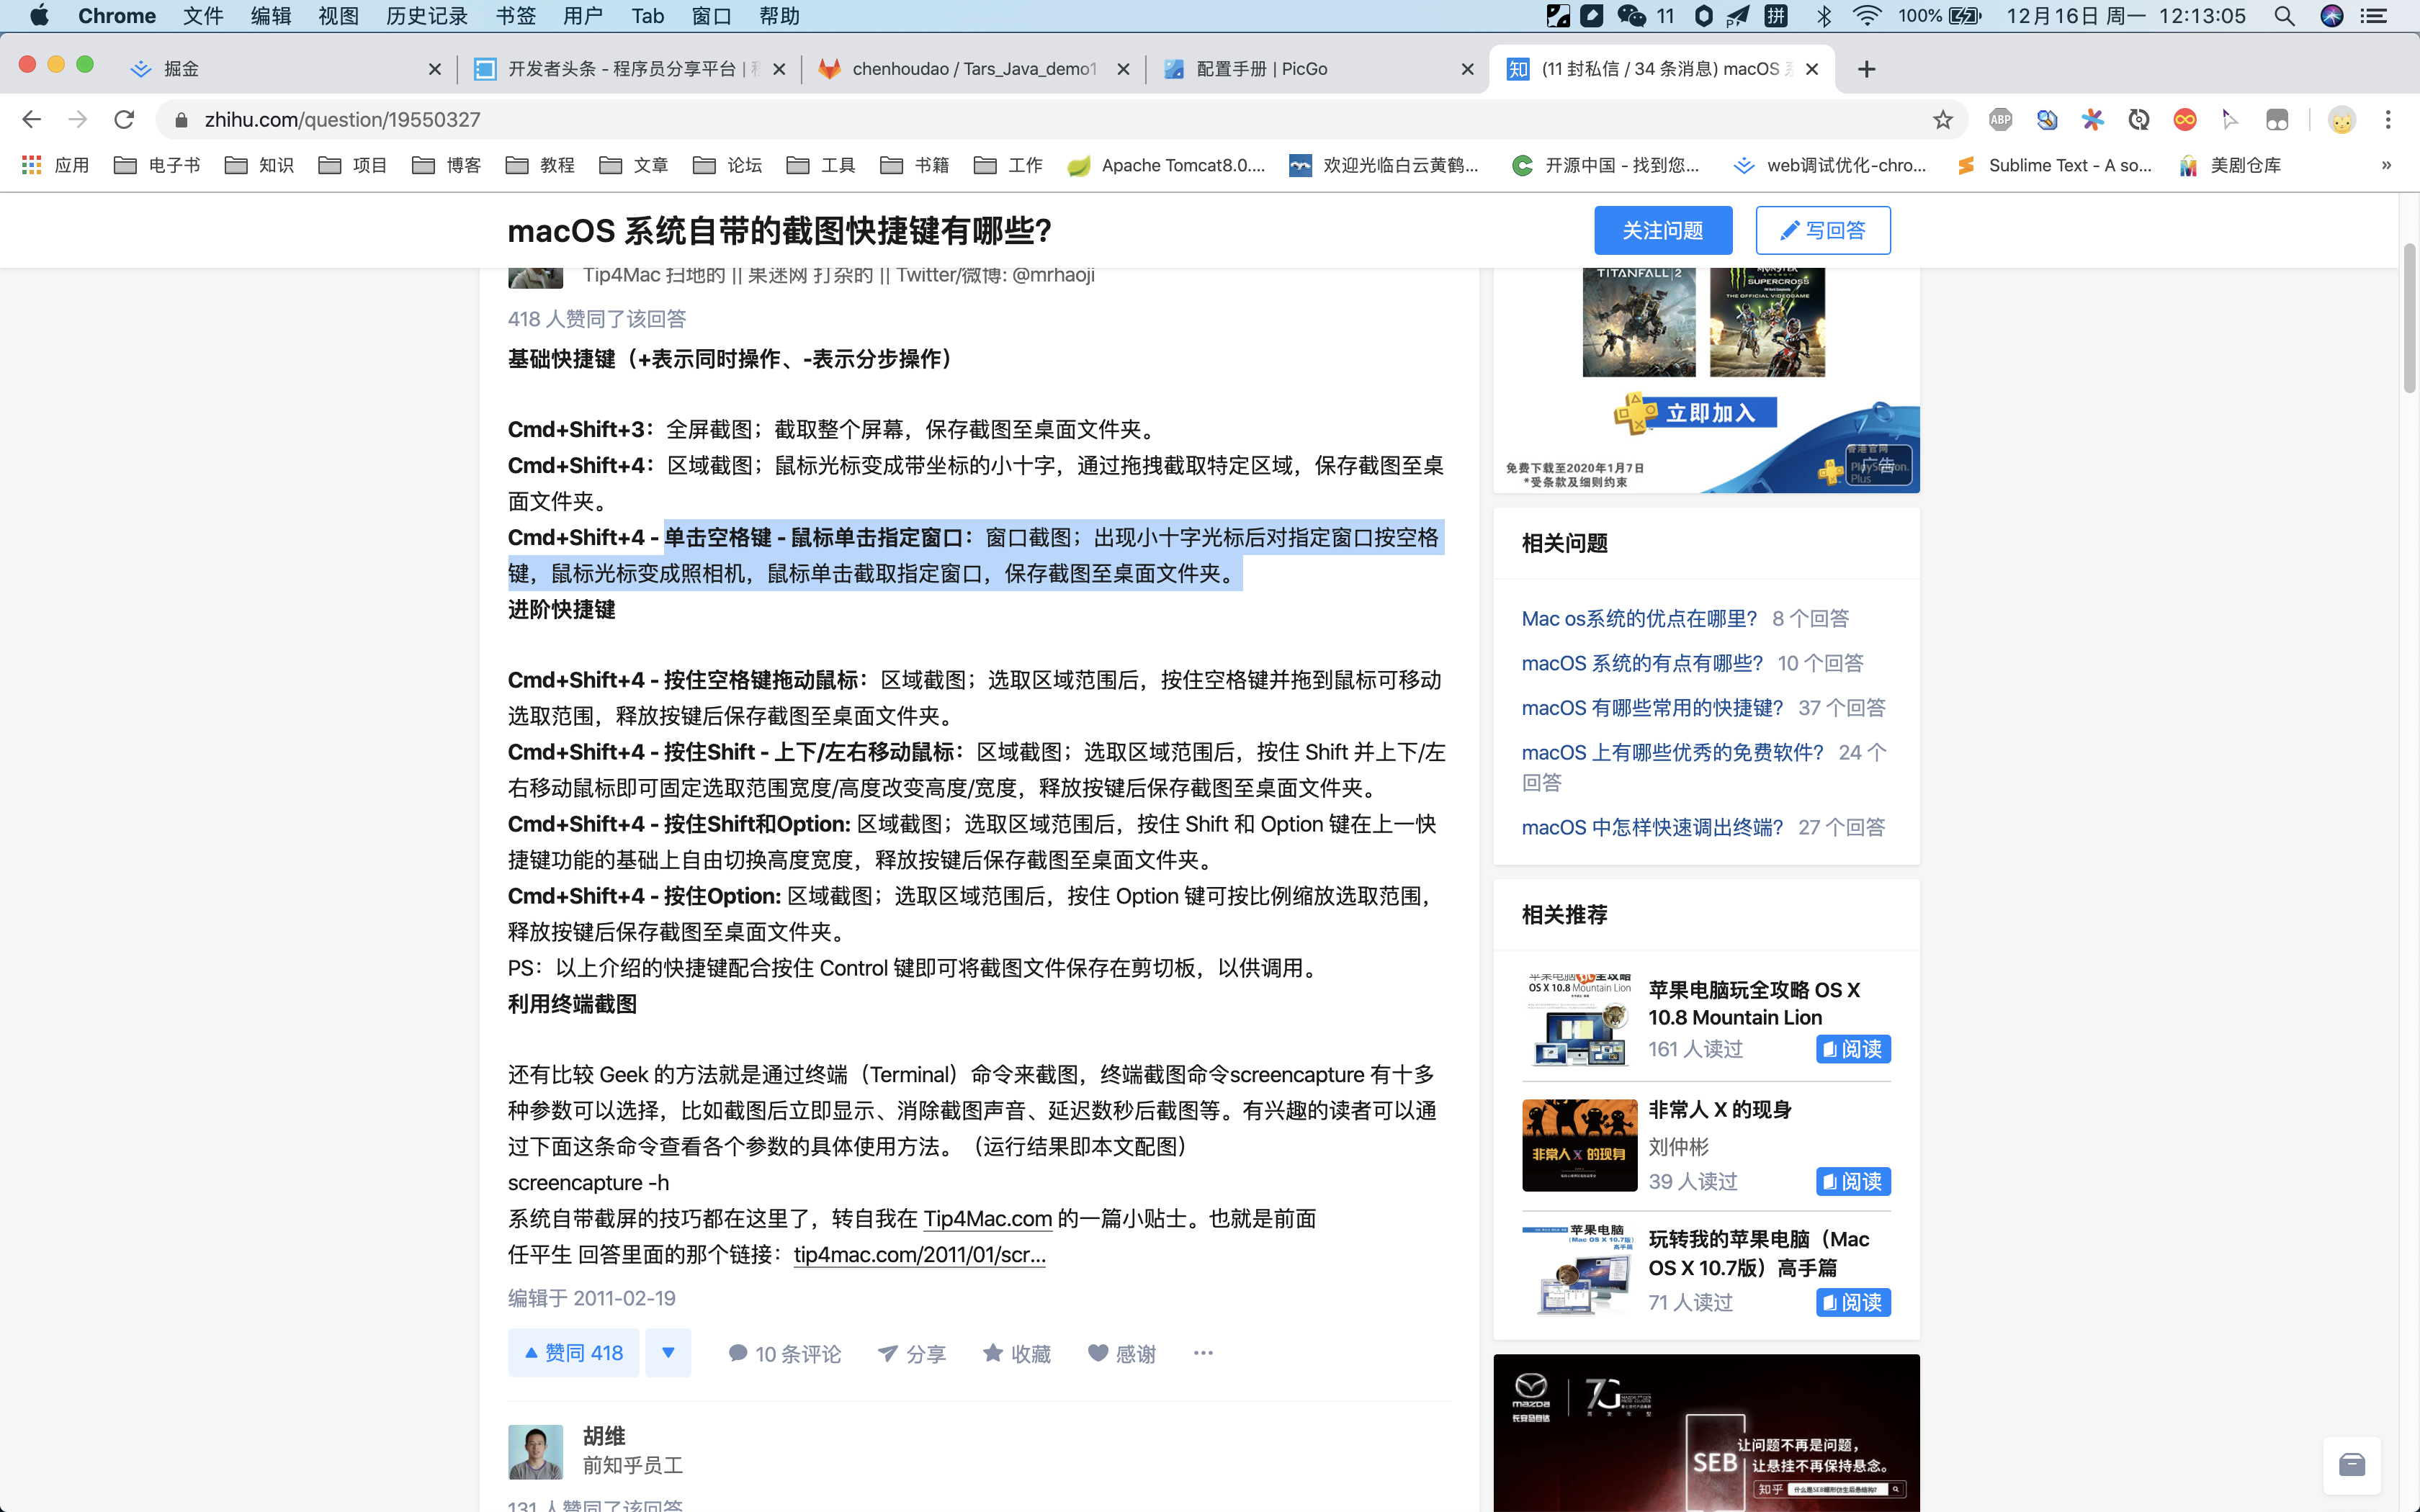 Chrome 文件 编辑 视图 历史记录 书签 用户 Tab 窗口 帮助 11 拼 100% 12月16日 周一 12:13:05
掘金 开发者头条 - 程序员分享平台 | chenhoudao / Tars_Java_demo1 配置手册 | PicGo 知 (11 封私信 / 34 条消息) macOS
zhihu.com/question/19550327 ABP
应用 电子书 知识 项目 博客 教程 文章 论坛 工具 书籍 工作 Apache Tomcat8.0.... 欢迎光临白云黄鹤... 开源中国 - 找到您... web调试优化-chro... Sublime Text - A so... 美剧仓库 »
macOS 系统自带的截图快捷键有哪些?
关注问题 写回答
Tip4Mac 扫地的 || 果迷网 打杂的 || Twitter/微博: @mrhaoji
418 人赞同了该回答
基础快捷键（+表示同时操作、-表示分步操作）
Cmd+Shift+3：全屏截图；截取整个屏幕，保存截图至桌面文件夹。
Cmd+Shift+4：区域截图；鼠标光标变成带坐标的小十字，通过拖拽截取特定区域，保存截图至桌
面文件夹。
Cmd+Shift+4 - 单击空格键 - 鼠标单击指定窗口：窗口截图；出现小十字光标后对指定窗口按空格
键，鼠标光标变成照相机，鼠标单击截取指定窗口，保存截图至桌面文件夹。
进阶快捷键
Cmd+Shift+4 - 按住空格键拖动鼠标：区域截图；选取区域范围后，按住空格键并拖到鼠标可移动
选取范围，释放按键后保存截图至桌面文件夹。
Cmd+Shift+4 - 按住Shift - 上下/左右移动鼠标：区域截图；选取区域范围后，按住 Shift 并上下/左
右移动鼠标即可固定选取范围宽度/高度改变高度/宽度，释放按键后保存截图至桌面文件夹。
Cmd+Shift+4 - 按住Shift和Option: 区域截图；选取区域范围后，按住 Shift 和 Option 键在上一快
捷键功能的基础上自由切换高度宽度，释放按键后保存截图至桌面文件夹。
Cmd+Shift+4 - 按住Option: 区域截图；选取区域范围后，按住 Option 键可按比例缩放选取范围，
释放按键后保存截图至桌面文件夹。
PS：以上介绍的快捷键配合按住 Control 键即可将截图文件保存在剪切板，以供调用。
利用终端截图
还有比较 Geek 的方法就是通过终端（Terminal）命令来截图，终端截图命令screencapture 有十多
种参数可以选择，比如截图后立即显示、消除截图声音、延迟数秒后截图等。有兴趣的读者可以通
过下面这条命令查看各个参数的具体使用方法。（运行结果即本文配图）
screencapture -h
系统自带截屏的技巧都在这里了，转自我在 Tip4Mac.com 的一篇小贴士。也就是前面
任平生 回答里面的那个链接：tip4mac.com/2011/01/scr...
编辑于 2011-02-19
赞同 418 10 条评论 分享 收藏 感谢 ···
胡维
前知乎员工
131 人赞同了该回答
TITANFALL 2
MONSTER ENERGY
SUPERCROSS
THE OFFICIAL VIDEOGAME
立即加入
免费下载至2020年1月7日
*受条款及细则约束
香港官网
PlayStation
Plus
广告
相关问题
Mac os系统的优点在哪里? 8 个回答
macOS 系统的有点有哪些? 10 个回答
macOS 有哪些常用的快捷键? 37 个回答
macOS 上有哪些优秀的免费软件? 24 个
回答
macOS 中怎样快速调出终端? 27 个回答
相关推荐
苹果电脑玩全攻略
OS X 10.8 Mountain Lion
苹果电脑玩全攻略 OS X
10.8 Mountain Lion
161 人读过 阅读
非常人 X 的现身
非常人 X 的现身
刘仲彬
39 人读过 阅读
苹果电脑
(Mac OS X 10.7版)
高手篇
玩转我的苹果电脑（Mac
OS X 10.7版）高手篇
71 人读过 阅读
mazda
长安马自达
SEB
让问题不再是问题，
让悬挂不再保持悬念。
知乎